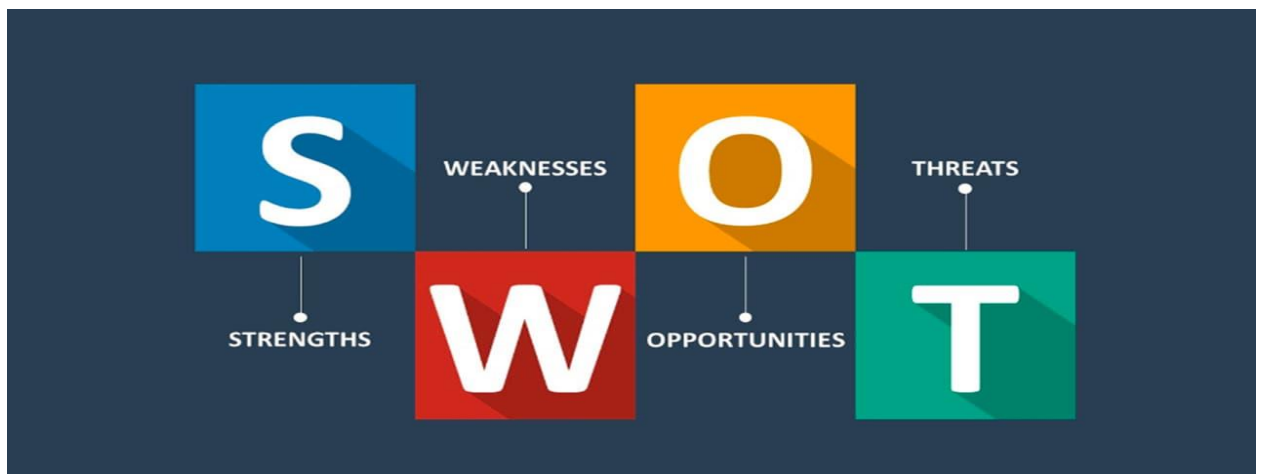 S
WEAKNESSES
O
THREATS
STRENGTHS
W
OPPORTUNITIES
T